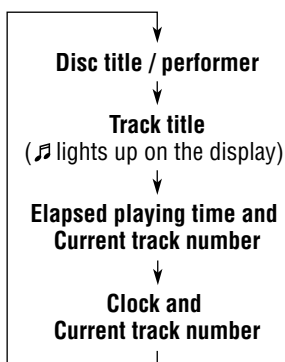 Disc title / performer
Track title
(♫ lights up on the display)
Elapsed playing time and
Current track number
Clock and
Current track number